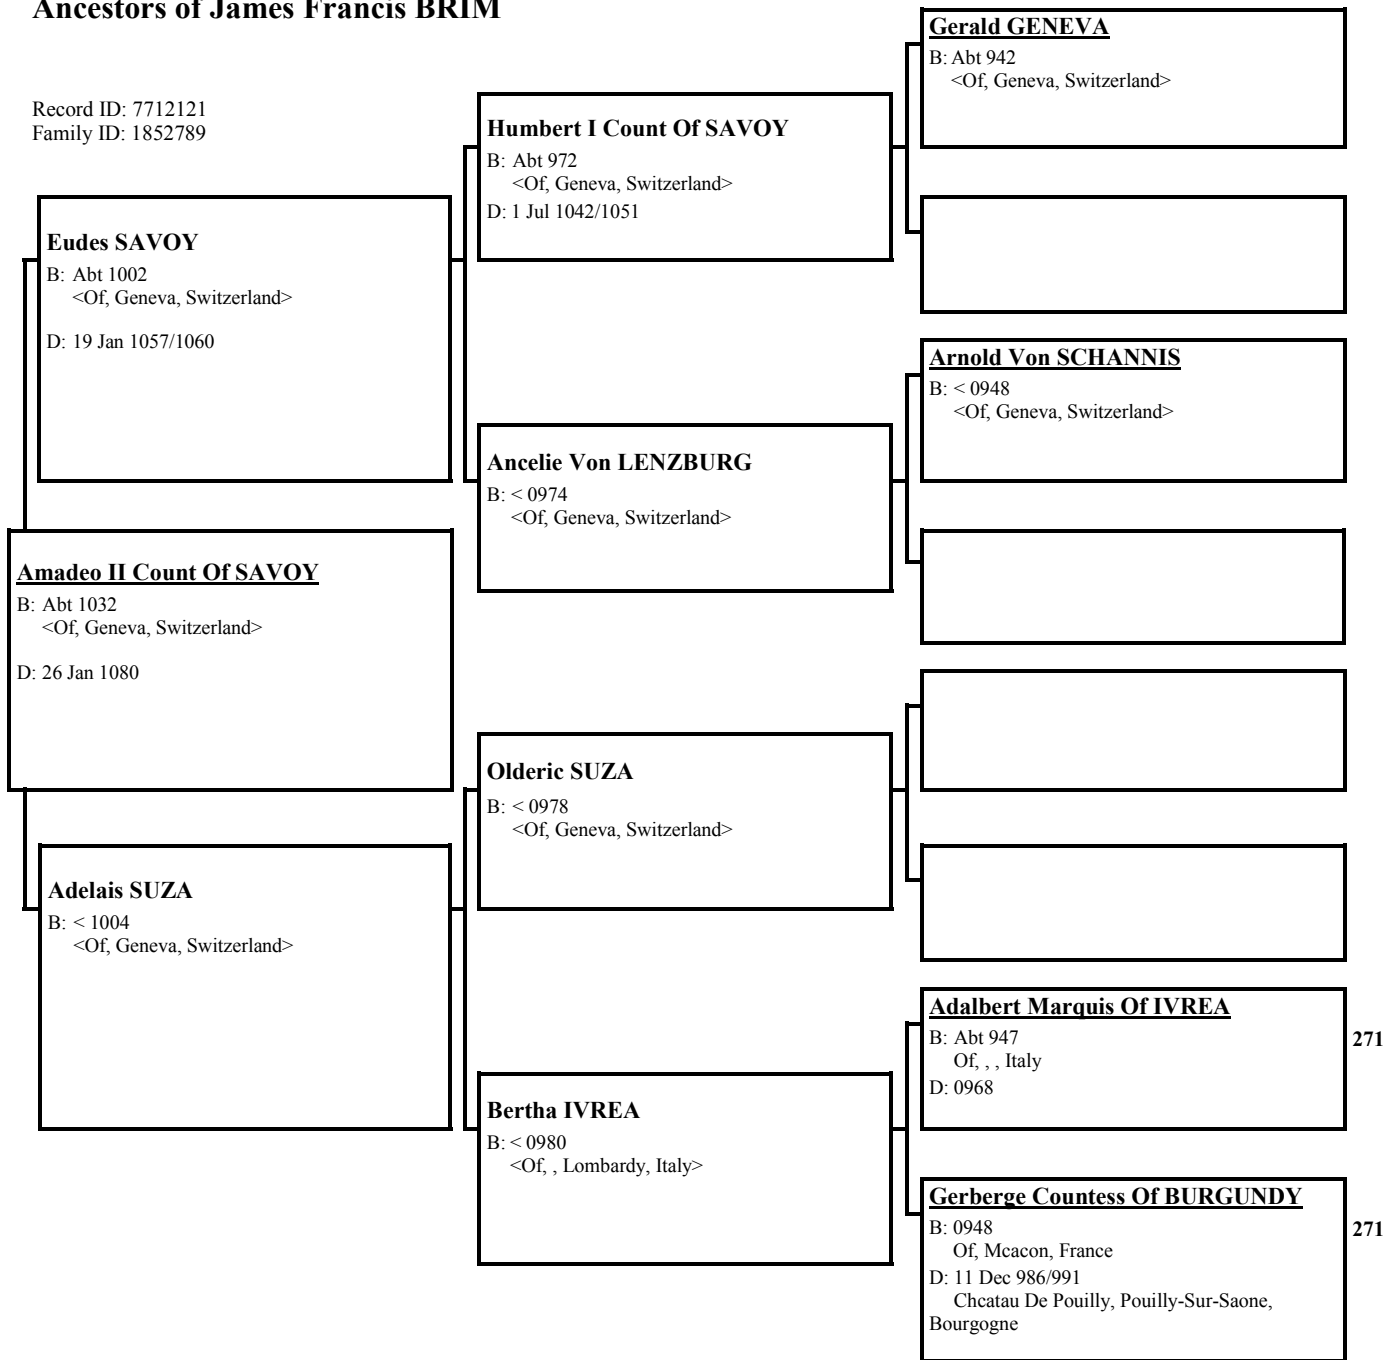 Ancestors of James Francis BRIM
Record ID: 7712121
Family ID: 1852789
Amadeo II Count Of SAVOY
B: Abt 1032
<Of, Geneva, Switzerland>
D: 26 Jan 1080
Eudes SAVOY
B: Abt 1002
<Of, Geneva, Switzerland>
D: 19 Jan 1057/1060
Adelais SUZA
B: < 1004
<Of, Geneva, Switzerland>
Humbert I Count Of SAVOY
B: Abt 972
<Of, Geneva, Switzerland>
D: 1 Jul 1042/1051
Ancelie Von LENZBURG
B: < 0974
<Of, Geneva, Switzerland>
Olderic SUZA
B: < 0978
<Of, Geneva, Switzerland>
Bertha IVREA
B: < 0980
<Of, , Lombardy, Italy>
Gerald GENEVA
B: Abt 942
<Of, Geneva, Switzerland>
Arnold Von SCHANNIS
B: < 0948
<Of, Geneva, Switzerland>
Adalbert Marquis Of IVREA
B: Abt 947
Of, , , Italy
D: 0968
271
Gerberge Countess Of BURGUNDY
B: 0948
Of, Mcacon, France
D: 11 Dec 986/991
Chcatau De Pouilly, Pouilly-Sur-Saone,
Bourgogne
271